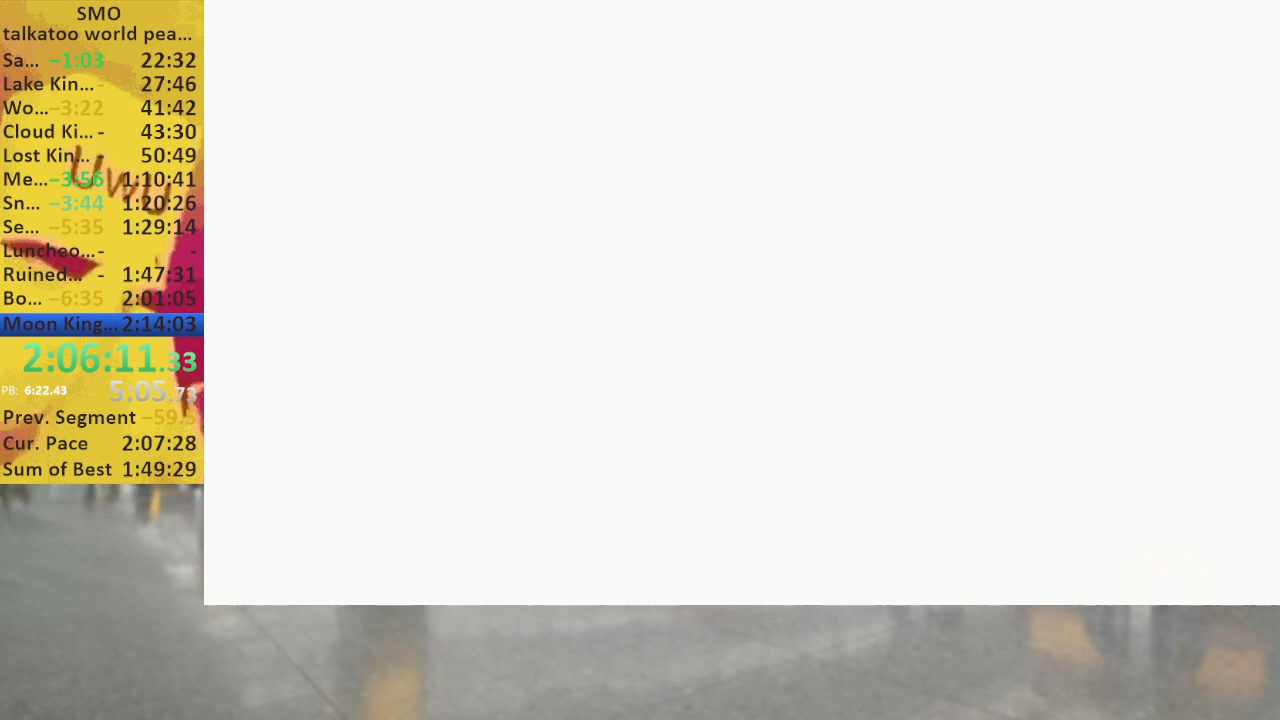 SMO
talkatoo world pea...
Sa... −1:03 22:32
Lake Kin... - 27:46
Wo... −3:22 41:42
Cloud Ki... - 43:30
Lost Kin... - 50:49
Me... −3:56 1:10:41
Sn... −3:44 1:20:26
Se... −5:35 1:29:14
Luncheo... - -
Ruined... - 1:47:31
Bo... −6:35 2:01:05
Moon King... 2:14:03
2:06:11.33
PB: 6:22.43 5:05.73
Prev. Segment −59.5
Cur. Pace 2:07:28
Sum of Best 1:49:29
UwU